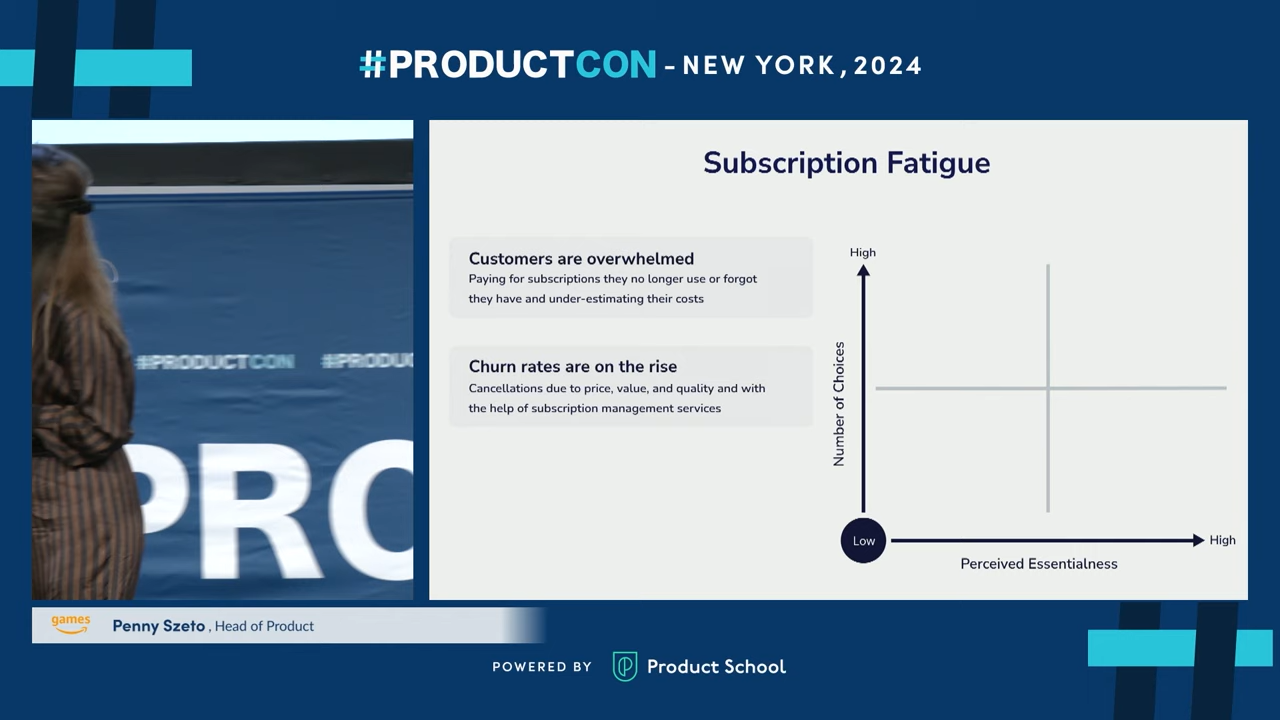 #PRODUCTCON - NEW YORK, 2024
Subscription Fatigue
Customers are overwhelmed
Paying for subscriptions they no longer use or forgot
they have and under-estimating their costs
Churn rates are on the rise
Cancellations due to price, value, and quality and with
the help of subscription management services
High
Number of Choices
Low
High
Perceived Essentialness
#PRODUCTCON #PRODUC
PRO
games
Penny Szeto, Head of Product
POWERED BY Product School